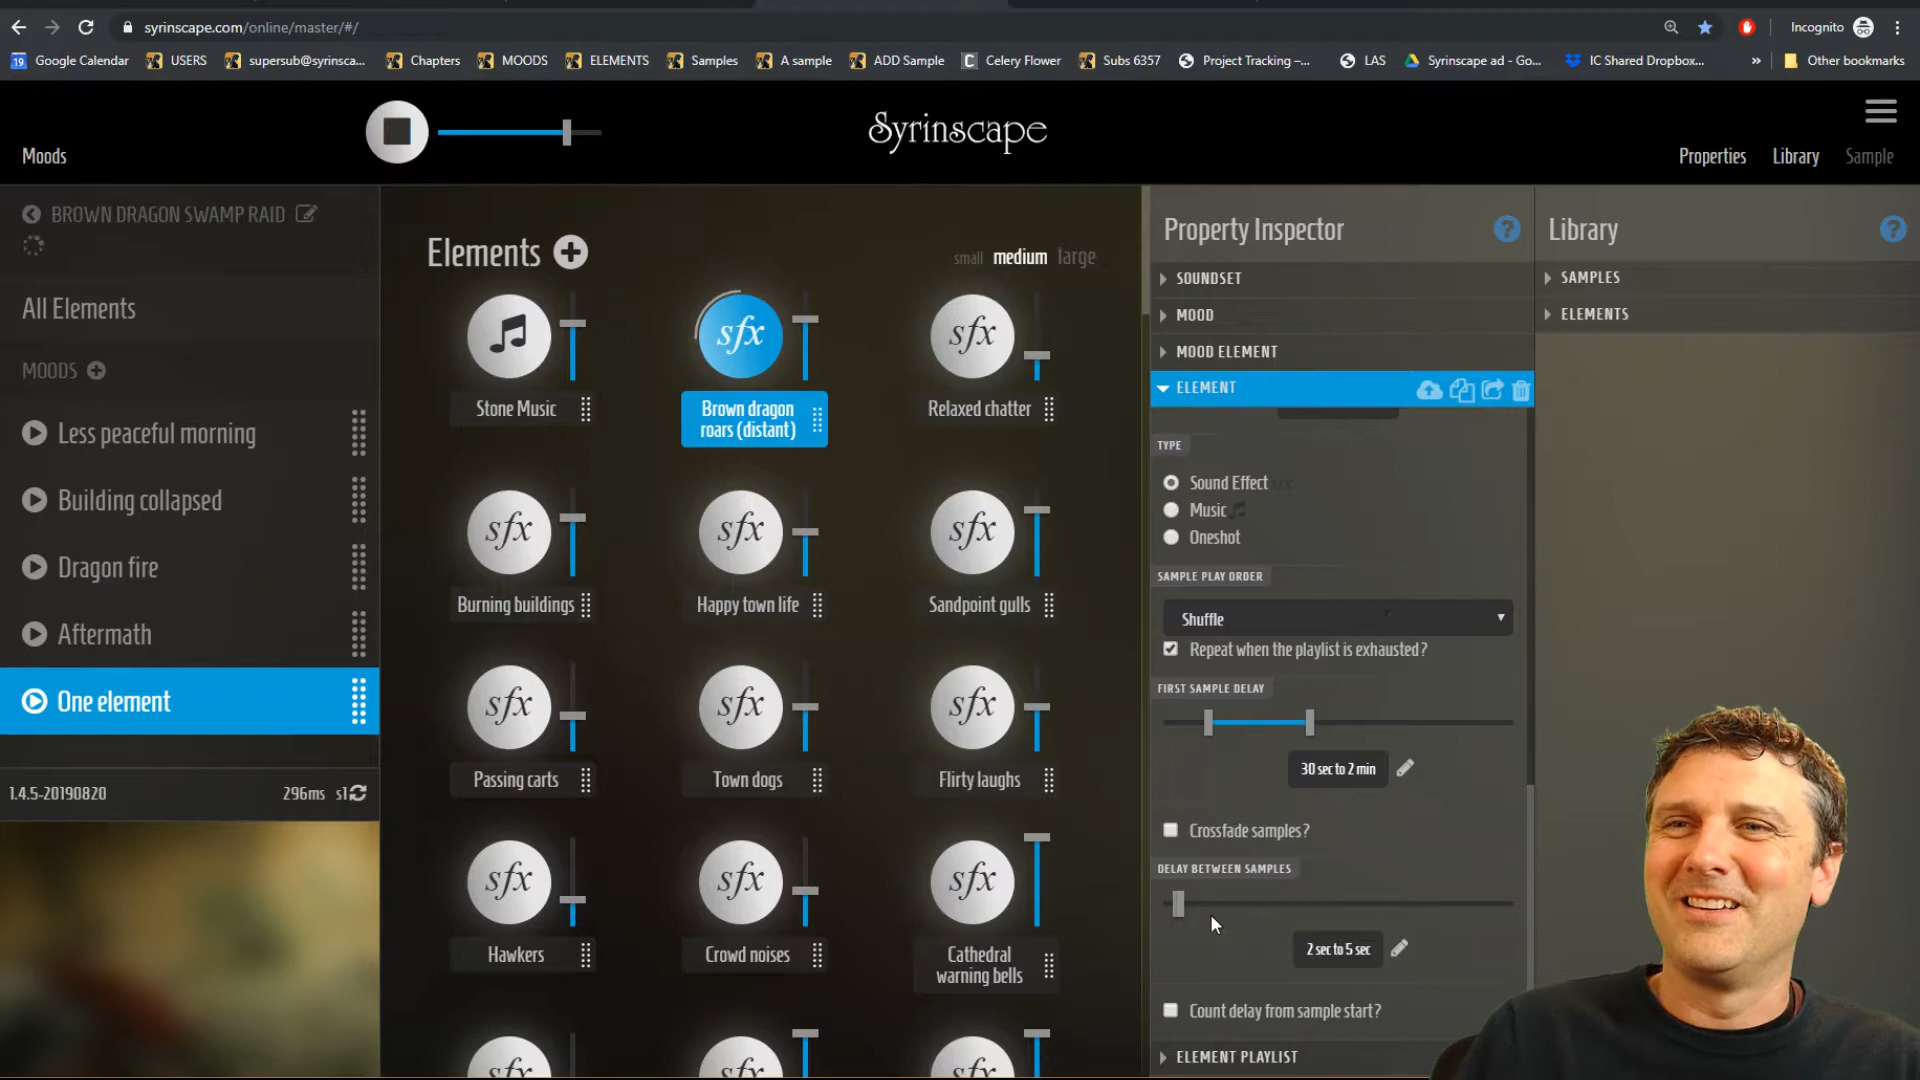 syrinscape.com/online/master/#/
Incognito
19 Google Calendar
USERS
supersub@syrinsca...
Chapters
MOODS
ELEMENTS
Samples
A sample
ADD Sample
C Celery Flower
Subs 6357
Project Tracking –...
LAS
Syrinscape ad - Go...
IC Shared Dropbox...
»
Other bookmarks
Syrinscape
Moods
Properties
Library
Sample
BROWN DRAGON SWAMP RAID
All Elements
MOODS
Less peaceful morning
Building collapsed
Dragon fire
Aftermath
One element
1.4.5-20190820
296ms
s1
Elements
small medium large
sfx
sfx
Stone Music
Brown dragon
roars (distant)
Relaxed chatter
sfx
sfx
sfx
Burning buildings
Happy town life
Sandpoint gulls
sfx
sfx
sfx
Passing carts
Town dogs
Flirty laughs
sfx
sfx
sfx
Hawkers
Crowd noises
Cathedral
warning bells
sfx
sfx
sfx
Property Inspector
?
SOUNDSET
MOOD
MOOD ELEMENT
ELEMENT
TYPE
Sound Effect
Music
Oneshot
SAMPLE PLAY ORDER
Shuffle
Repeat when the playlist is exhausted?
FIRST SAMPLE DELAY
30 sec to 2 min
Crossfade samples?
DELAY BETWEEN SAMPLES
2 sec to 5 sec
Count delay from sample start?
ELEMENT PLAYLIST
Library
?
SAMPLES
ELEMENTS